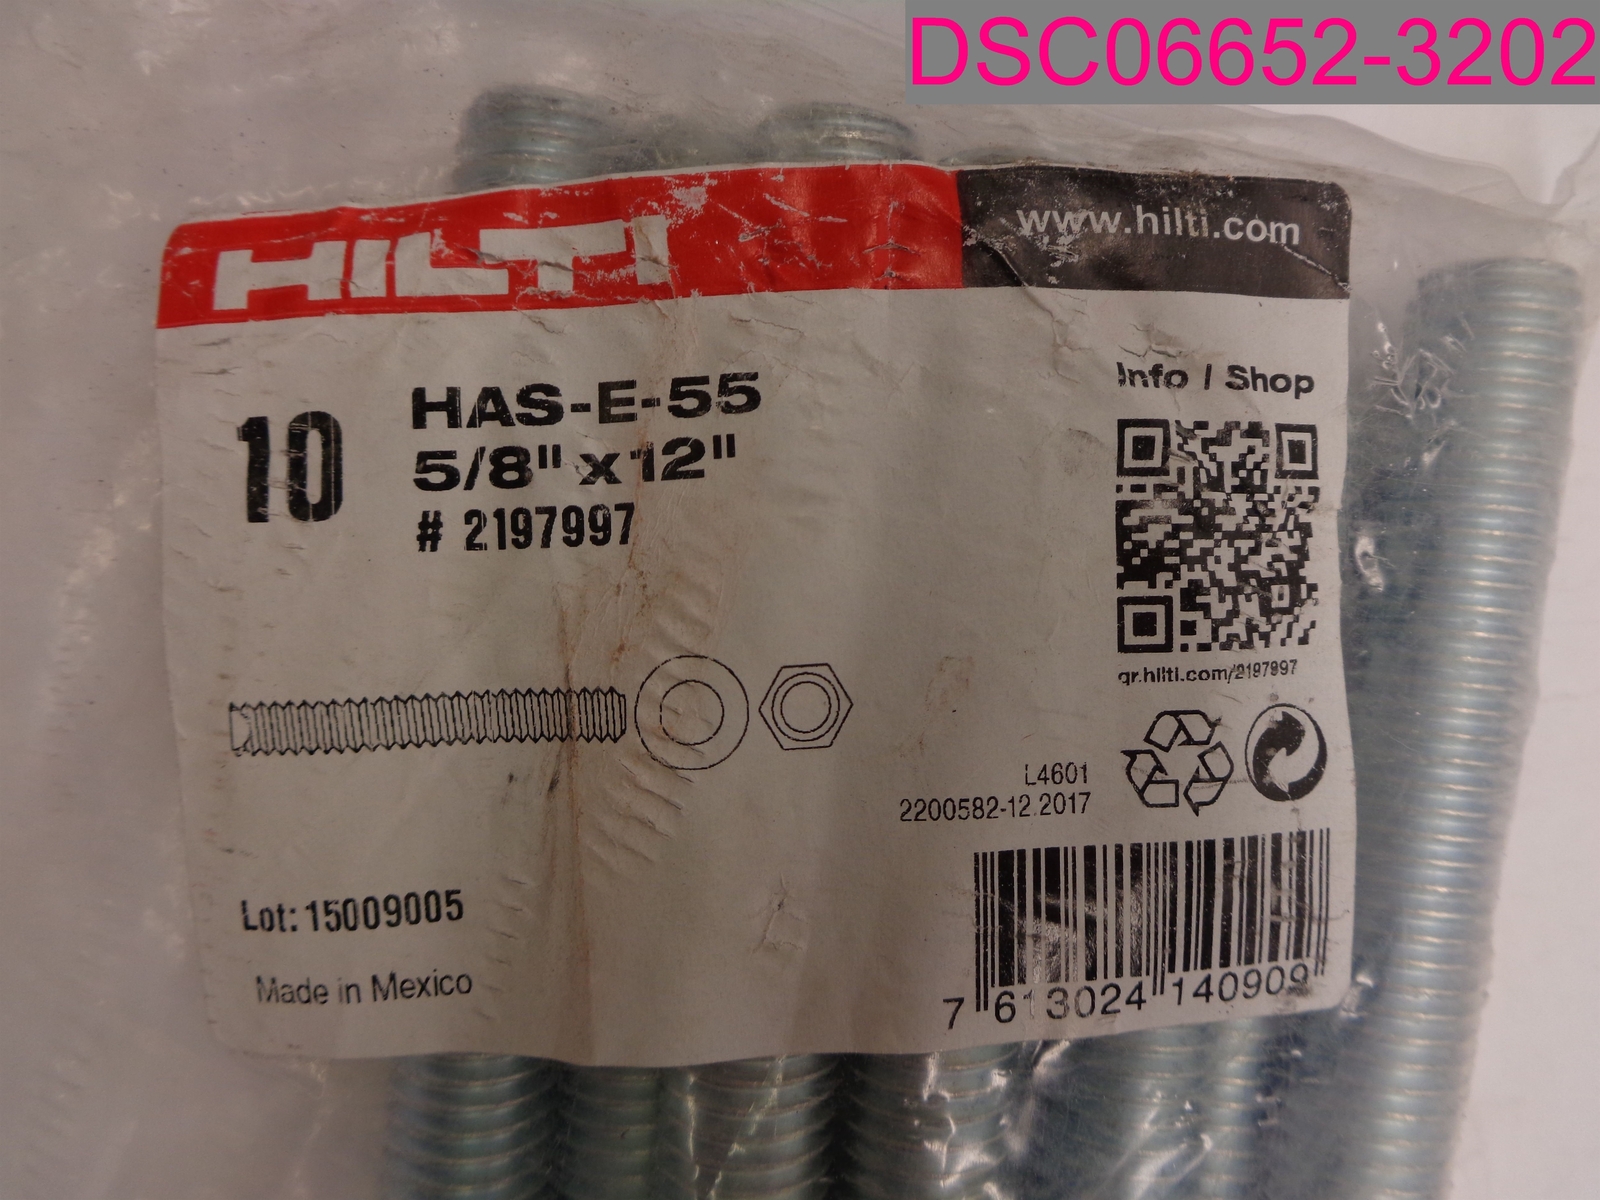 DSC06652-3202
HILTI
www.hilti.com
10
HAS-E-55
5/8" x 12"
# 2197997
Info / Shop
qr.hilti.com/2197997
L4601
2200582-12.2017
Lot: 15009005
Made in Mexico
7 613024 140909